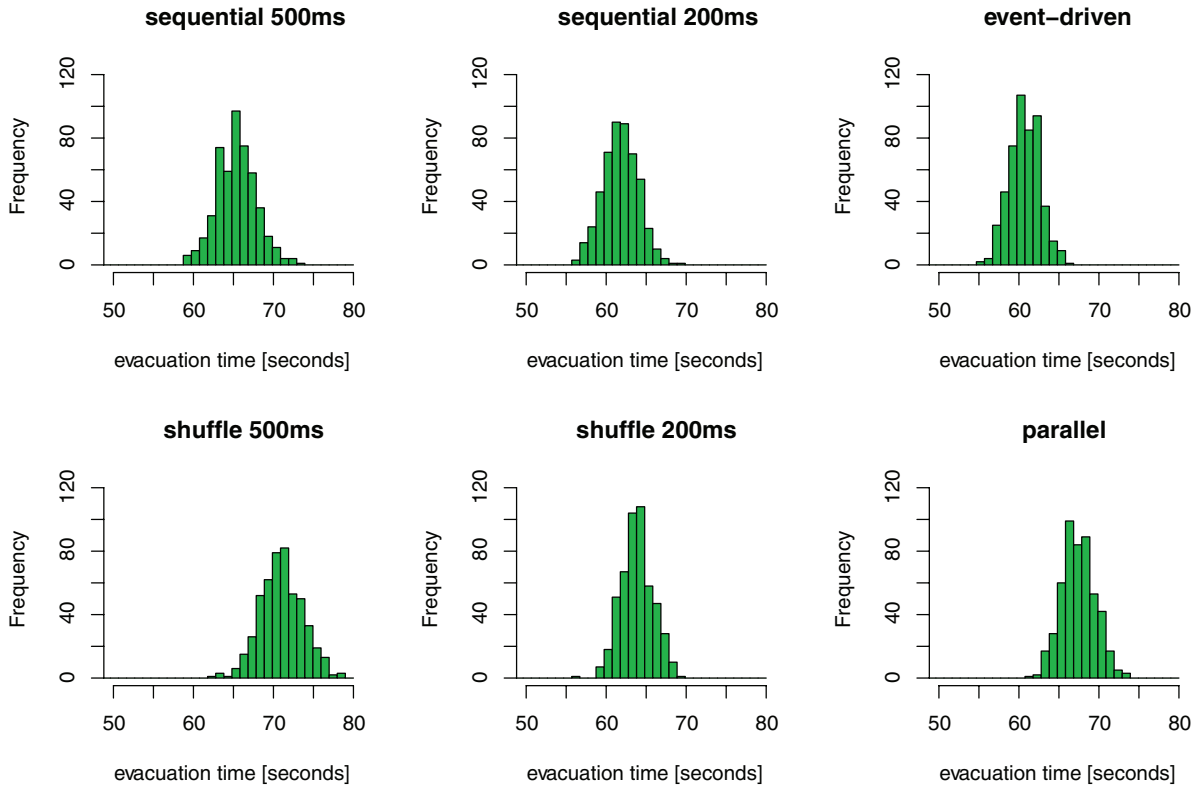 sequential 500ms
Frequency
0 40 80 120
50 60 70 80
evacuation time [seconds]
sequential 200ms
Frequency
0 40 80 120
50 60 70 80
evacuation time [seconds]
event−driven
Frequency
0 40 80 120
50 60 70 80
evacuation time [seconds]
shuffle 500ms
Frequency
0 40 80 120
50 60 70 80
evacuation time [seconds]
shuffle 200ms
Frequency
0 40 80 120
50 60 70 80
evacuation time [seconds]
parallel
Frequency
0 40 80 120
50 60 70 80
evacuation time [seconds]